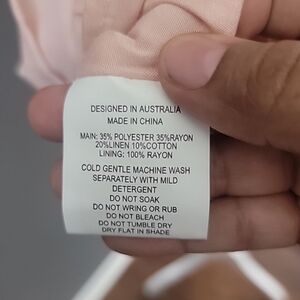 DESIGNED IN AUSTRALIA
MADE IN CHINA
MAIN: 35% POLYESTER 35%RAYON
20%LINEN 10%COTTON
LINING: 100% RAYON
COLD GENTLE MACHINE WASH
SEPARATELY WITH MILD
DETERGENT
DO NOT SOAK
DO NOT WRING OR RUB
DO NOT BLEACH
DO NOT TUMBLE DRY
DRY FLAT IN SHADE